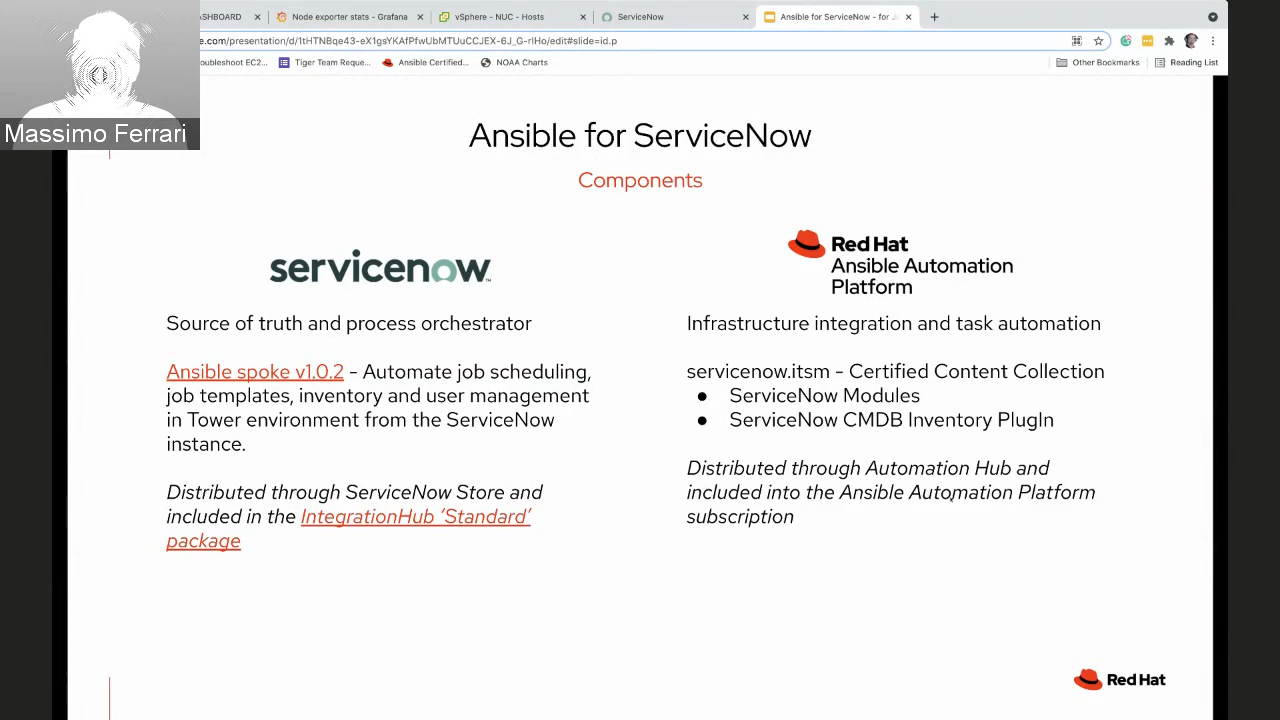 ASHBOARD
Node exporter stats - Grafana
vSphere - NUC - Hosts
ServiceNow
Ansible for ServiceNow - for J
e.com/presentation/d/1tHTNBqe43-eX1gsYKAfPfwUbMTUuCCJEX-6J_G-rIHo/edit#slide=id.p
oubleshoot EC2...
Tiger Team Reque...
Ansible Certified...
NOAA Charts
Other Bookmarks
Reading List
Massimo Ferrari
Ansible for ServiceNow
Components
servicenow™
Source of truth and process orchestrator
Ansible spoke v1.0.2 - Automate job scheduling,
job templates, inventory and user management
in Tower environment from the ServiceNow
instance.
Distributed through ServiceNow Store and
included in the IntegrationHub ‘Standard’
package
Red Hat
Ansible Automation
Platform
Infrastructure integration and task automation
servicenow.itsm - Certified Content Collection
● ServiceNow Modules
● ServiceNow CMDB Inventory PlugIn
Distributed through Automation Hub and
included into the Ansible Automation Platform
subscription
Red Hat